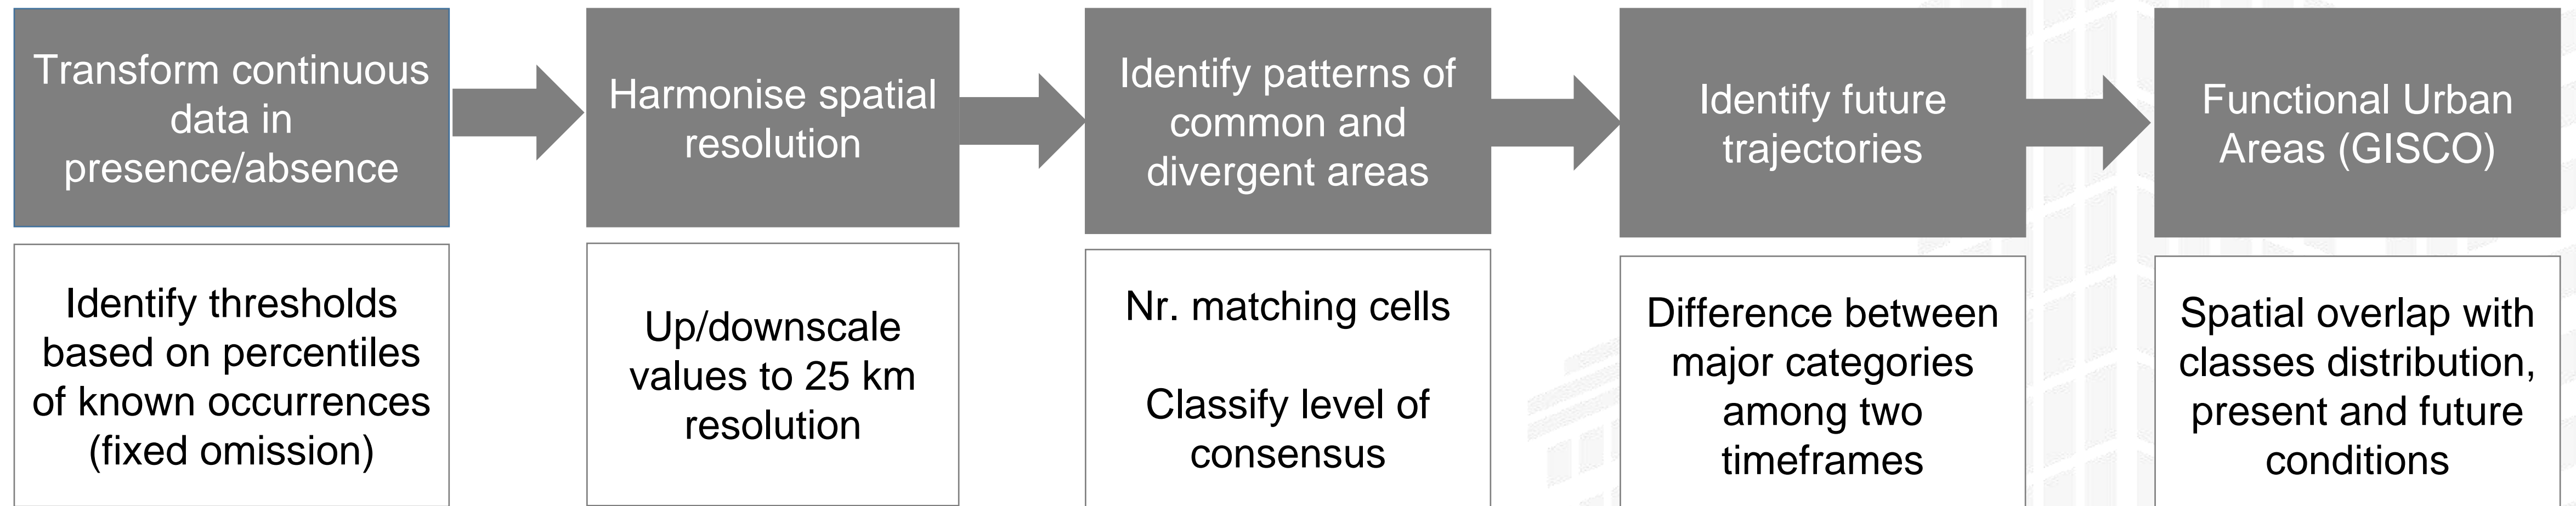 Transform continuous
data in
presence/absence
Harmonise spatial
resolution
Identify patterns of
common and
divergent areas
Identify future
trajectories
Functional Urban
Areas (GISCO)
Identify thresholds
based on percentiles
of known occurrences
(fixed omission)
Up/downscale
values to 25 km
resolution
Nr. matching cells
Classify level of
consensus
Difference between
major categories
among two
timeframes
Spatial overlap with
classes distribution,
present and future
conditions